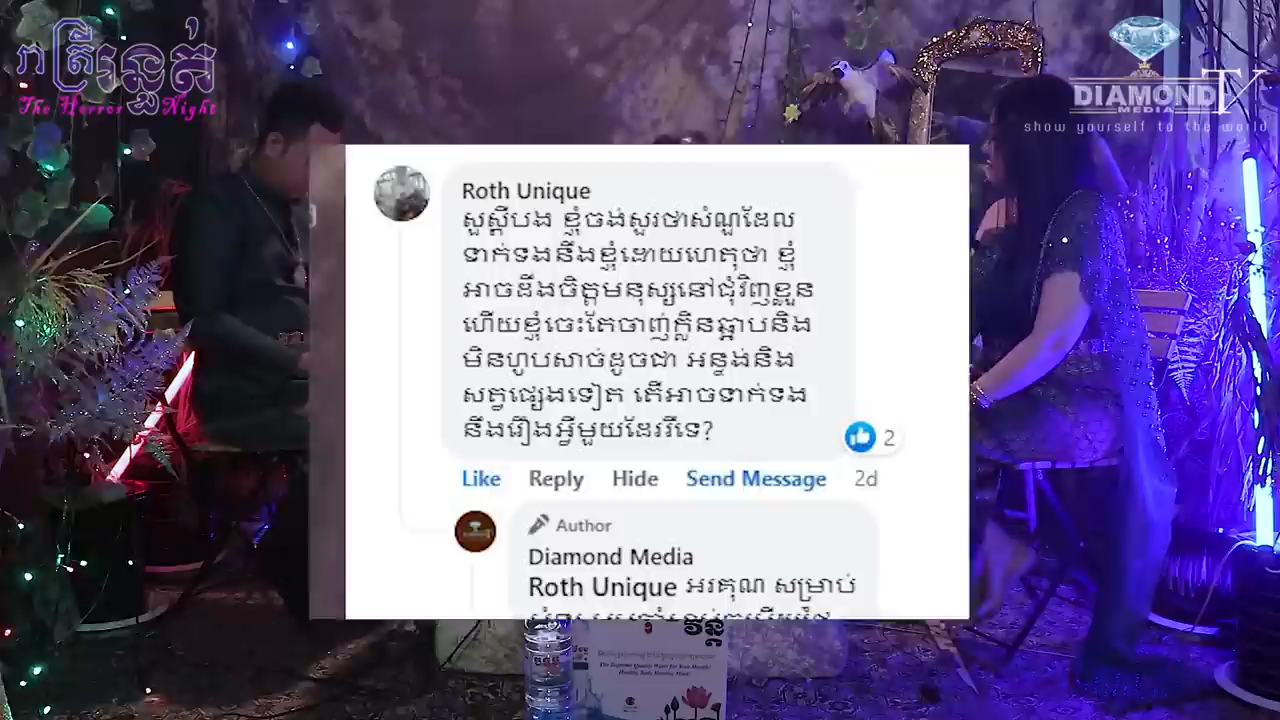 រាត្រីរន្ធត់
The Horror Night
DIAMOND TV
MEDIA
show yourself to the world
Roth Unique
សួស្តីបង ខ្ញុំចង់សួរថាសំណួដែល
ទាក់ទងនឹងខ្ញុំដោយហេតុថា ខ្ញុំ
អាចដឹងចិត្តមនុស្សនៅជុំវិញខ្លួន
ហើយខ្ញុំចេះតែចាញ់ក្លិនឆ្អាបនិង
មិនហូបសាច់ដូចជា អន្ទង់និង
សត្វផ្សេងទៀត តើអាចទាក់ទង
នឹងរឿងអ្វីមួយដែររឺទេ?
2
Like Reply Hide Send Message 2d
Author
Diamond Media
Roth Unique អរគុណ សម្រាប់